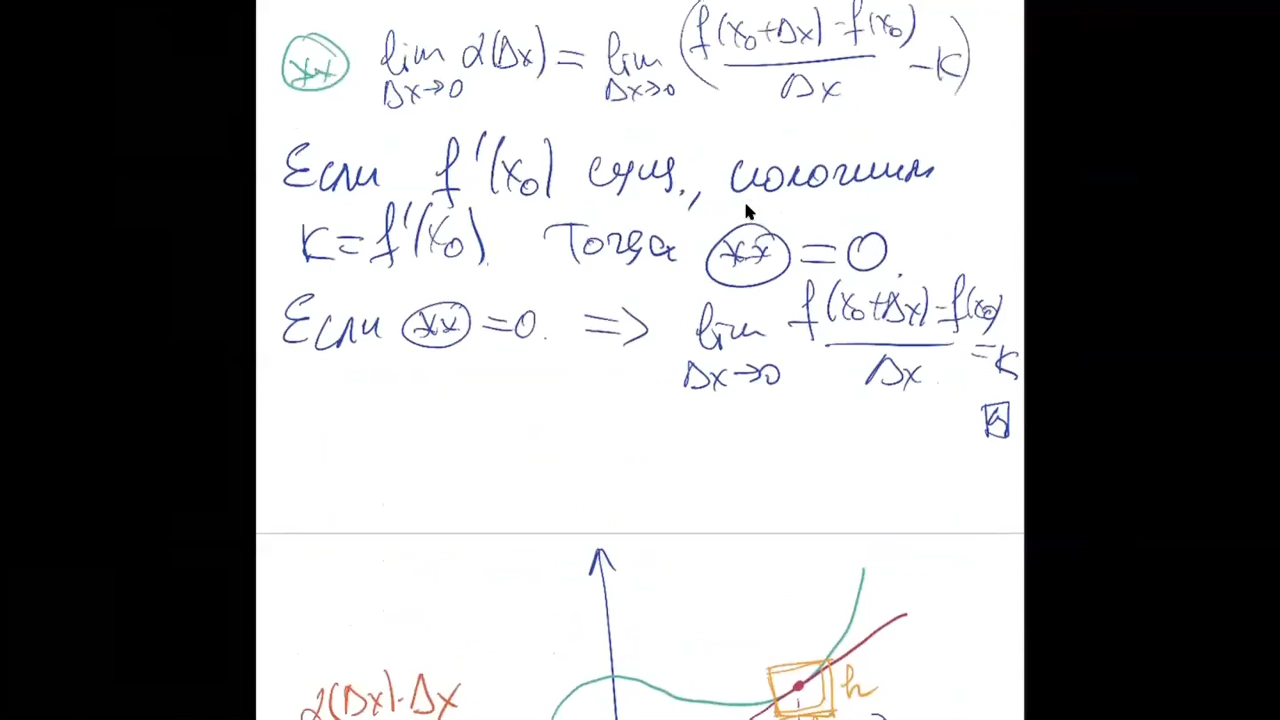 ** lim Δx→0 α(Δx) = lim Δx→0 (f(x₀+Δx)-f(x₀) / Δx - K)
Если f'(x₀) сущ., положим
K = f'(x₀). Тогда ** = 0.
Если ** = 0. => lim Δx→0 f(x₀+Δx)-f(x₀) / Δx = K
h
α(Δx)·Δx